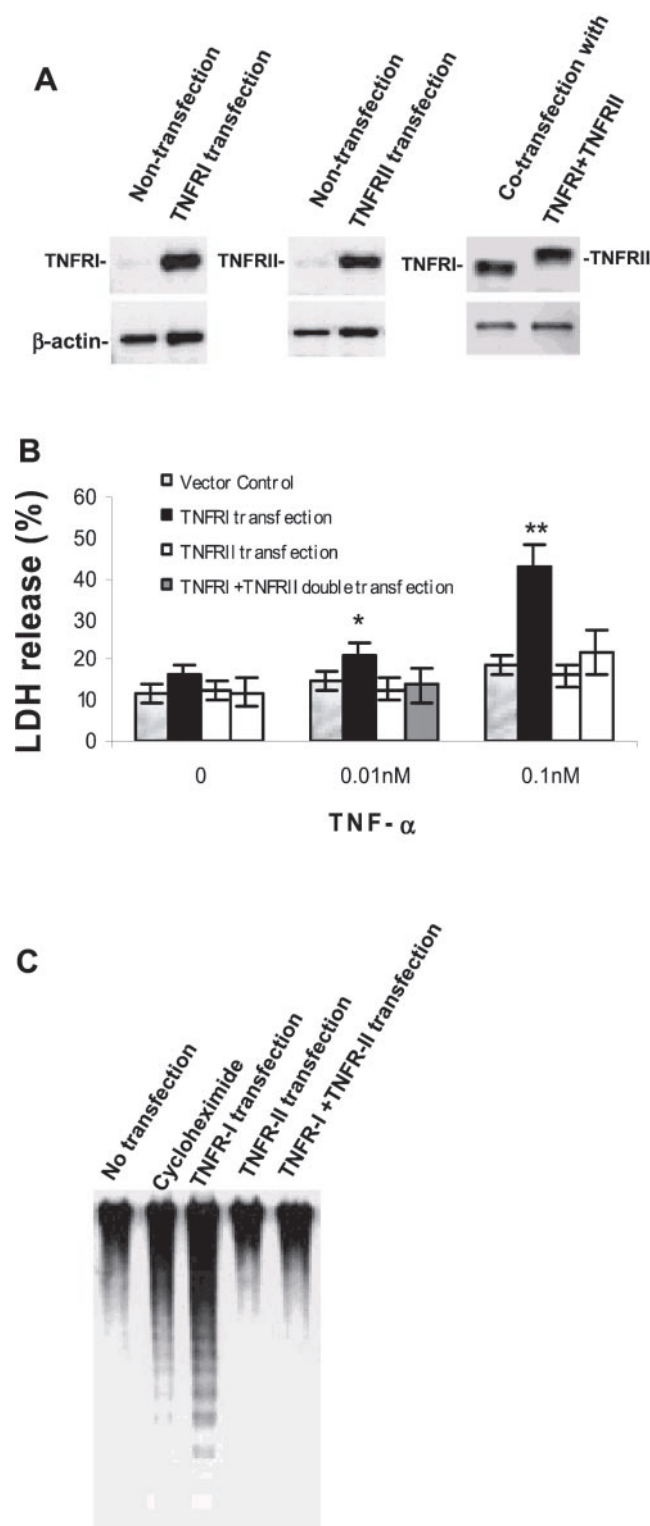 A
Non-transfection
TNFRI transfection
Non-transfection
TNFRII transfection
Co-transfection with
TNFRI+TNFRII
TNFRI-
TNFRII-
TNFRI-
-TNFRII
β-actin-
B
Vector Control
TNFRI transfection
TNFRII transfection
TNFRI +TNFRII double transfection
LDH release (%)
60
50
40
30
20
10
0
*
**
0
0.01nM
0.1nM
TNF- α
C
No transfection
Cycloheximide
TNFR-I transfection
TNFR-II transfection
TNFR-I +TNFR-II transfection